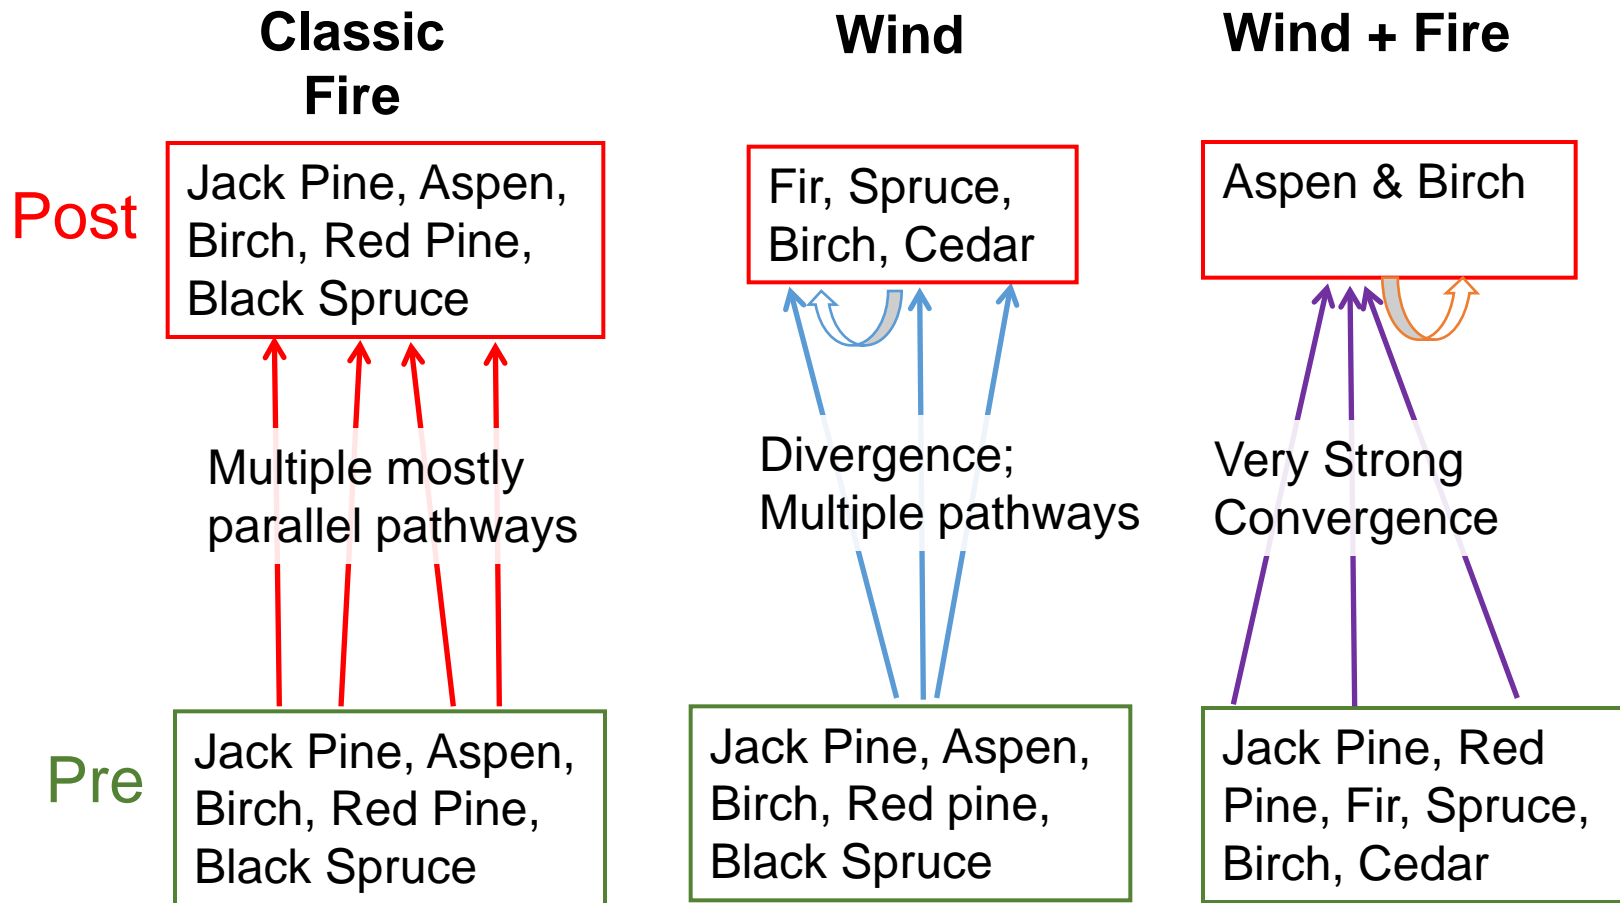 Classic
Fire
Wind
Wind + Fire
Post
Jack Pine, Aspen,
Birch, Red Pine,
Black Spruce
Fir, Spruce,
Birch, Cedar
Aspen & Birch
Multiple mostly
parallel pathways
Divergence;
Multiple pathways
Very Strong
Convergence
Pre
Jack Pine, Aspen,
Birch, Red Pine,
Black Spruce
Jack Pine, Aspen,
Birch, Red pine,
Black Spruce
Jack Pine, Red
Pine, Fir, Spruce,
Birch, Cedar